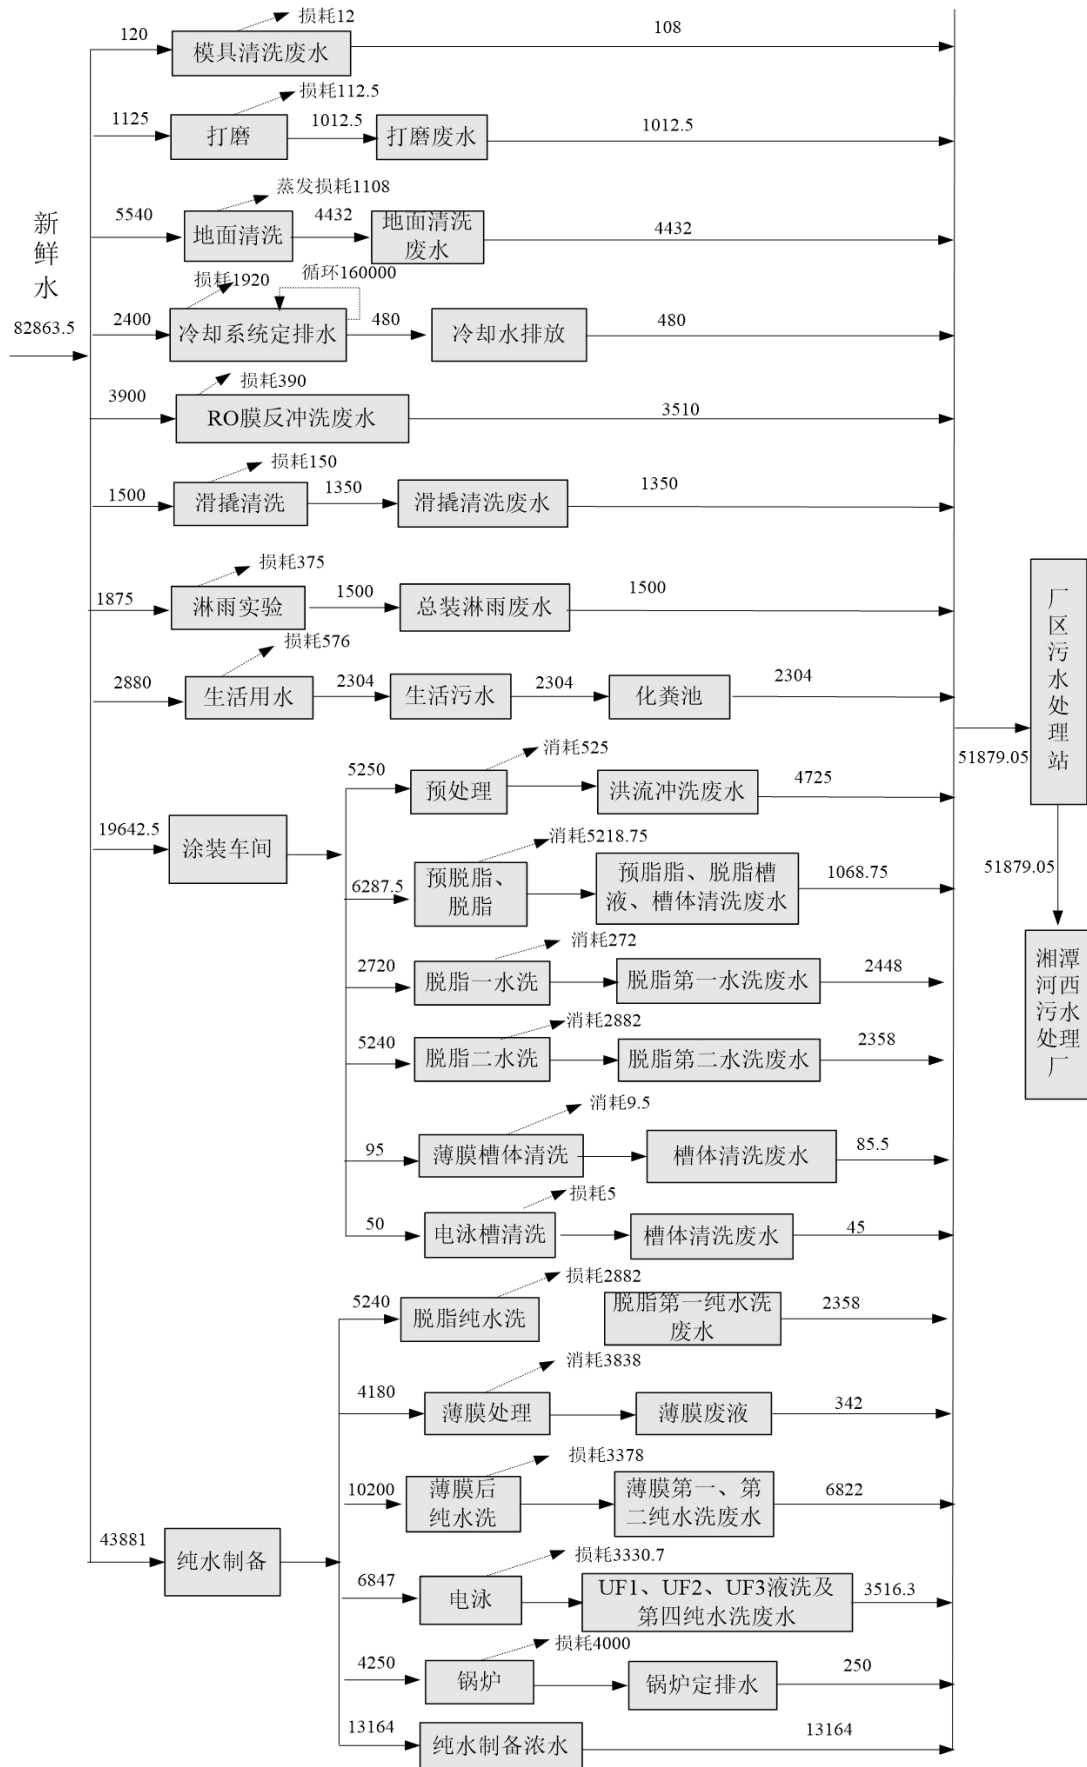 损耗12
120
模具清洗废水
108
损耗112.5
1125
打磨
1012.5
打磨废水
1012.5
蒸发损耗1108
5540
地面清洗
4432
地面清洗
废水
4432
新
鲜
水
82863.5
损耗1920
循环160000
2400
冷却系统定排水
480
冷却水排放
480
损耗390
3900
RO膜反冲洗废水
3510
损耗150
1500
滑撬清洗
1350
滑撬清洗废水
1350
损耗375
1875
淋雨实验
1500
总装淋雨废水
1500
损耗576
2880
生活用水
2304
生活污水
2304
化粪池
2304
厂
区
污
水
处
理
站
51879.05
51879.05
湘潭
河西
污水
处理
厂
19642.5
涂装车间
消耗525
5250
预处理
洪流冲洗废水
4725
消耗5218.75
6287.5
预脱脂、
脱脂
预脂脂、脱脂槽
液、槽体清洗废水
1068.75
消耗272
2720
脱脂一水洗
脱脂第一水洗废水
2448
消耗2882
5240
脱脂二水洗
脱脂第二水洗废水
2358
消耗9.5
95
薄膜槽体清洗
槽体清洗废水
85.5
损耗5
50
电泳槽清洗
槽体清洗废水
45
43881
纯水制备
损耗2882
5240
脱脂纯水洗
脱脂第一纯水洗
废水
2358
消耗3838
4180
薄膜处理
薄膜废液
342
损耗3378
10200
薄膜后
纯水洗
薄膜第一、第
二纯水洗废水
6822
损耗3330.7
6847
电泳
UF1、UF2、UF3液洗及
第四纯水洗废水
3516.3
损耗4000
4250
锅炉
锅炉定排水
250
13164
纯水制备浓水
13164